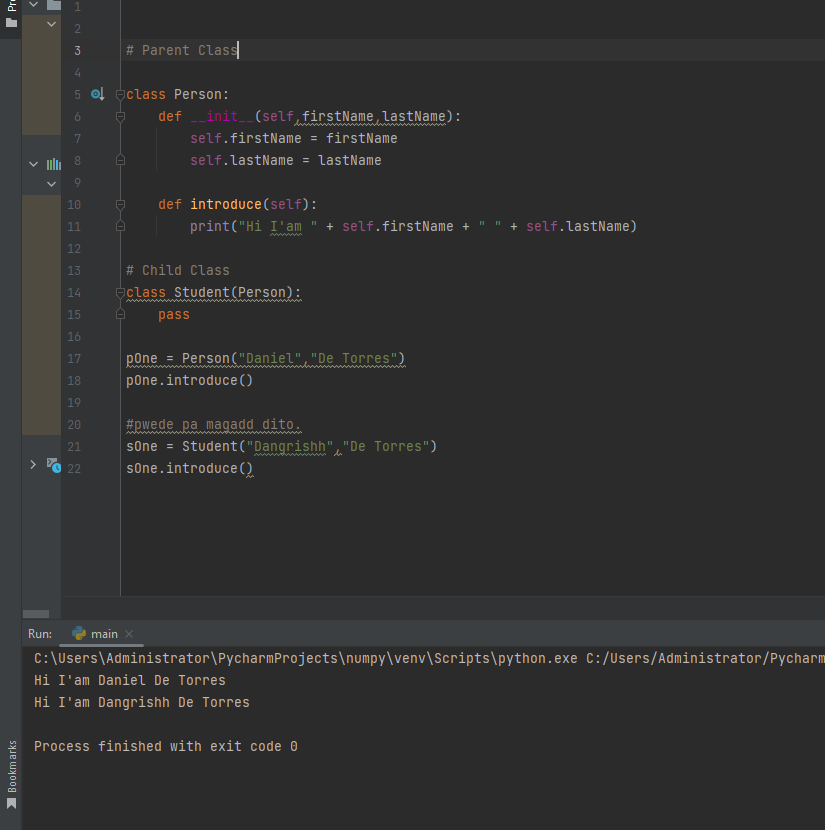 Pr
1
2
3 # Parent Class
4
5 class Person:
6 def __init__(self,firstName,lastName):
7 self.firstName = firstName
8 self.lastName = lastName
9
10 def introduce(self):
11 print("Hi I'am " + self.firstName + " " + self.lastName)
12
13 # Child Class
14 class Student(Person):
15 pass
16
17 pOne = Person("Daniel","De Torres")
18 pOne.introduce()
19
20 #pwede pa magadd dito.
21 sOne = Student("Dangrishh","De Torres")
22 sOne.introduce()
Run: main
C:\Users\Administrator\PycharmProjects\numpy\venv\Scripts\python.exe C:/Users/Administrator/Pycharm
Hi I'am Daniel De Torres
Hi I'am Dangrishh De Torres
Process finished with exit code 0
Bookmarks